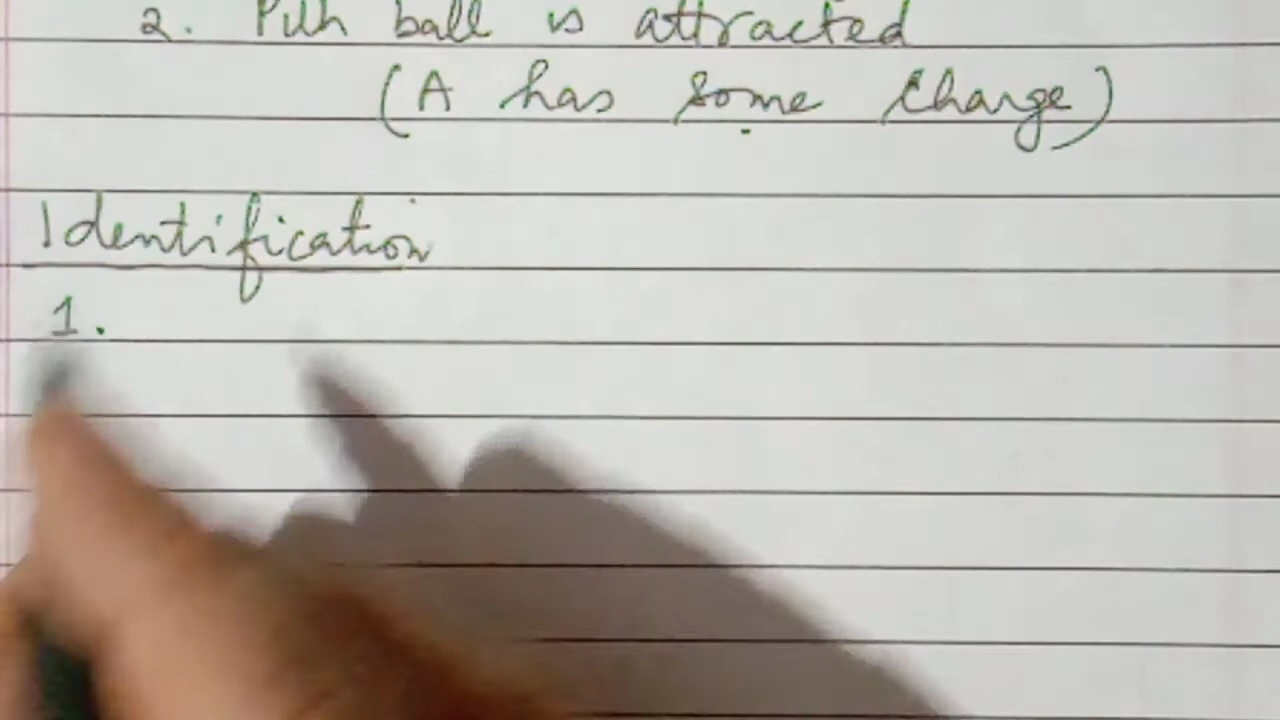 2. Pith ball is attracted
(A has some Charge)
Identification
1.